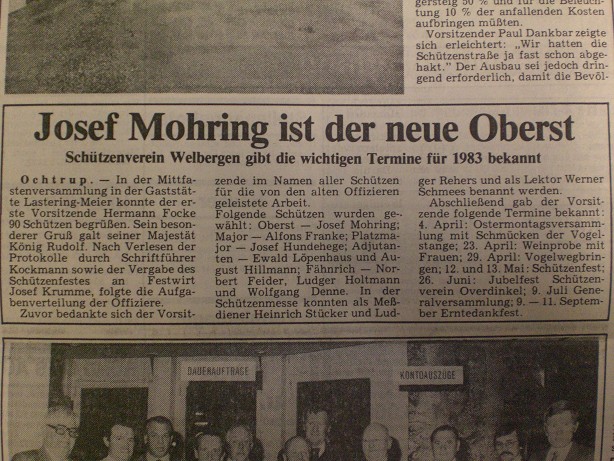 gersteig 50 % und für die Beleuch-
tung 10 % der anfallenden Kosten
aufbringen müßten.
Vorsitzender Paul Dankbar zeigte
sich erleichtert: „Wir hatten die
Schützenstraße ja fast schon abge-
hakt." Der Ausbau sei jedoch drin-
gend erforderlich, damit die Bevöl-
Josef Mohring ist der neue Oberst
Schützenverein Welbergen gibt die wichtigen Termine für 1983 bekannt
Ochtrup. — In der Mittfa-
stenversammlung in der Gaststät-
te Lastering-Meier konnte der er-
ste Vorsitzende Hermann Focke
90 Schützen begrüßen. Sein beson-
derer Gruß galt seiner Majestät
König Rudolf. Nach Verlesen der
Protokolle durch Schriftführer
Kockmann sowie der Vergabe des
Schützenfestes an Festwirt
Josef Krumme, folgte die Aufga-
benverteilung der Offiziere.
Zuvor bedankte sich der Vorsit-
zende im Namen aller Schützen
für die von den alten Offizieren
geleistete Arbeit.
Folgende Schützen wurden ge-
wählt: Oberst — Josef Mohring;
Major — Alfons Franke; Platzma-
jor — Josef Hundehege; Adjutan-
ten — Ewald Löpenhaus und Au-
gust Hillmann; Fähnrich — Nor-
bert Feider, Ludger Holtmann
und Wolfgang Denne. In der
Schützenmesse konnten als Meß-
diener Heinrich Stücker und Lud-
ger Rehers und als Lektor Werner
Schmees benannt werden.
Abschließend gab der Vorsit-
zende folgende Termine bekannt:
4. April: Ostermontagsversamm-
lung mit Schmücken der Vogel-
stange; 23. April: Weinprobe mit
Frauen; 29. April: Vogelwegbrin-
gen; 12. und 13. Mai: Schützenfest;
26. Juni: Jubelfest Schützen-
verein Overdinkel; 9. Juli Gene-
ralversammlung; 9. — 11. Septem-
ber Erntedankfest.
DAUERAUFTRÄGE
KONTOAUSZÜGE